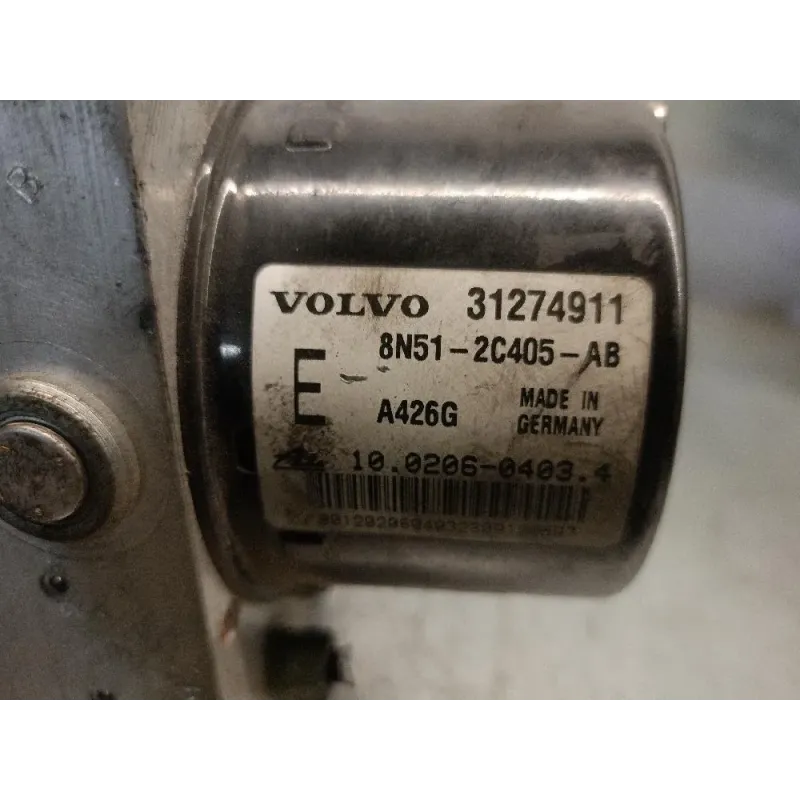 VOLVO 31274911
8N51-2C405-AB
E
A426G
MADE IN
GERMANY
10.0206-0403.4
B